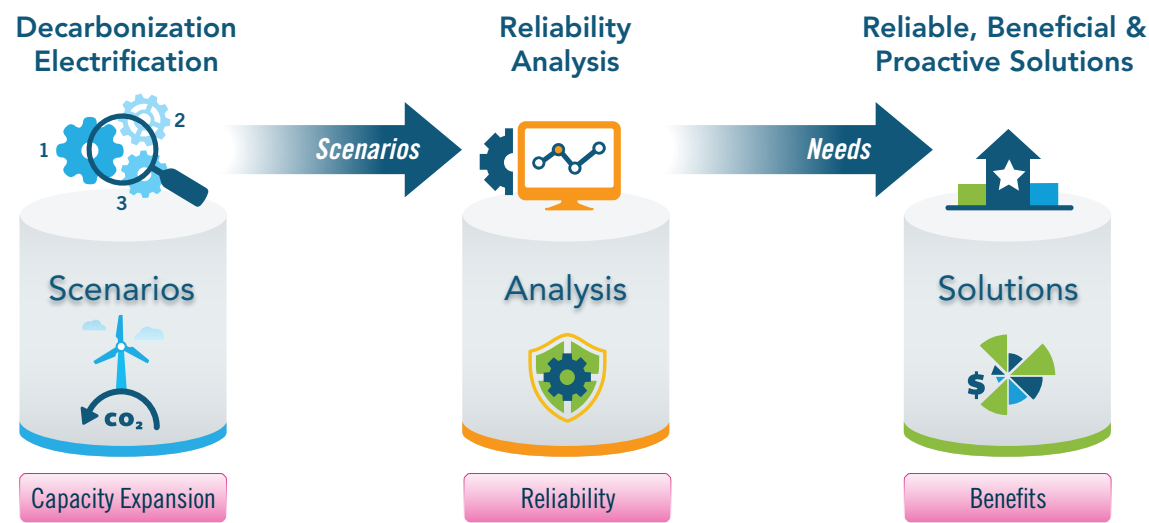 Decarbonization
Electrification
Reliability
Analysis
Reliable, Beneficial &
Proactive Solutions
1
2
3
Scenarios
Needs
Scenarios
Analysis
Solutions
CO₂
$
Capacity Expansion
Reliability
Benefits